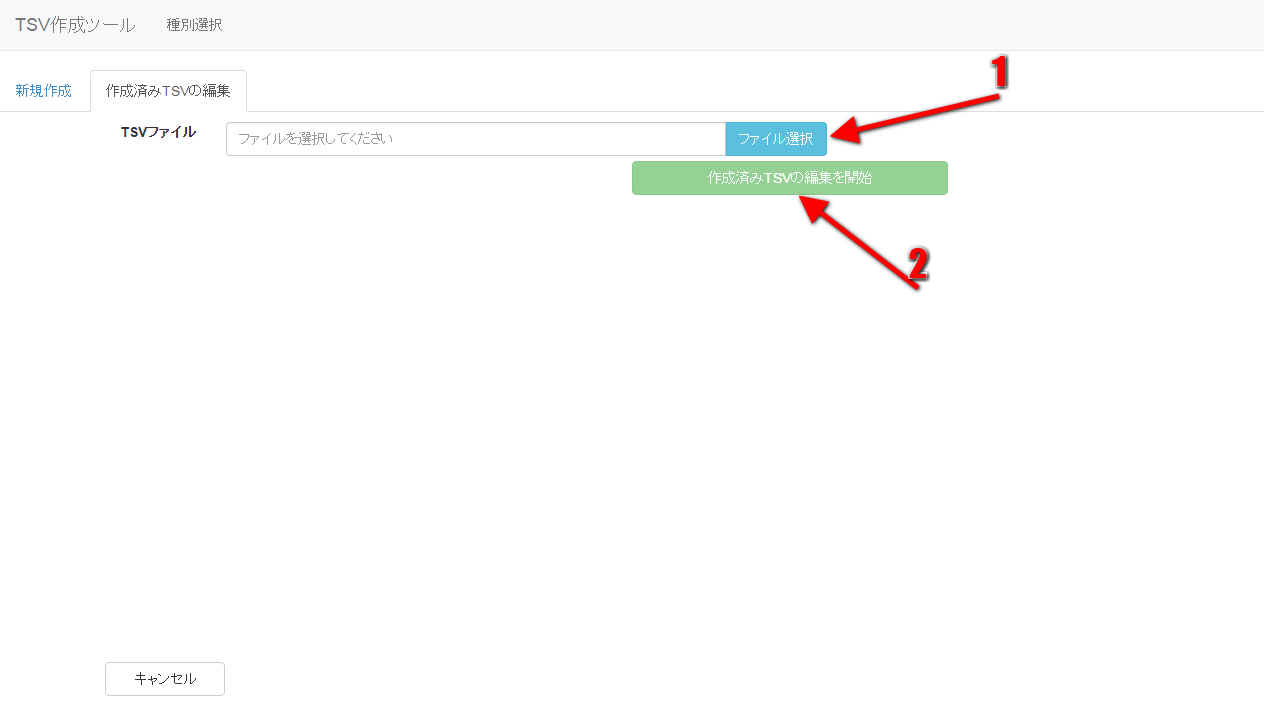 TSV作成ツール 種別選択
新規作成 作成済みTSVの編集
1
TSVファイル ファイルを選択してください ファイル選択
作成済みTSVの編集を開始
2
キャンセル